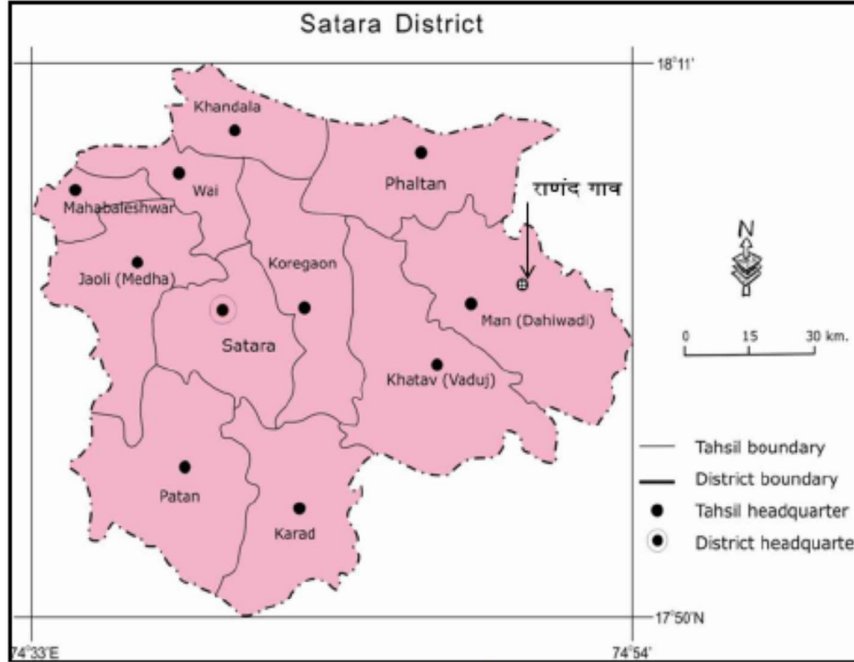 Satara District
18°11'
Khandala
Phaltan
Wai
राणंद गाव
Mahabaleshwar
N
Koregaon
Jaoli (Medha)
Man (Dahiwadi)
0 15 30 km.
Satara
Khatav (Vaduj)
Tahsil boundary
District boundary
Patan
Tahsil headquarter
Karad
District headquarte
17°50'N
74°33'E
74°54'